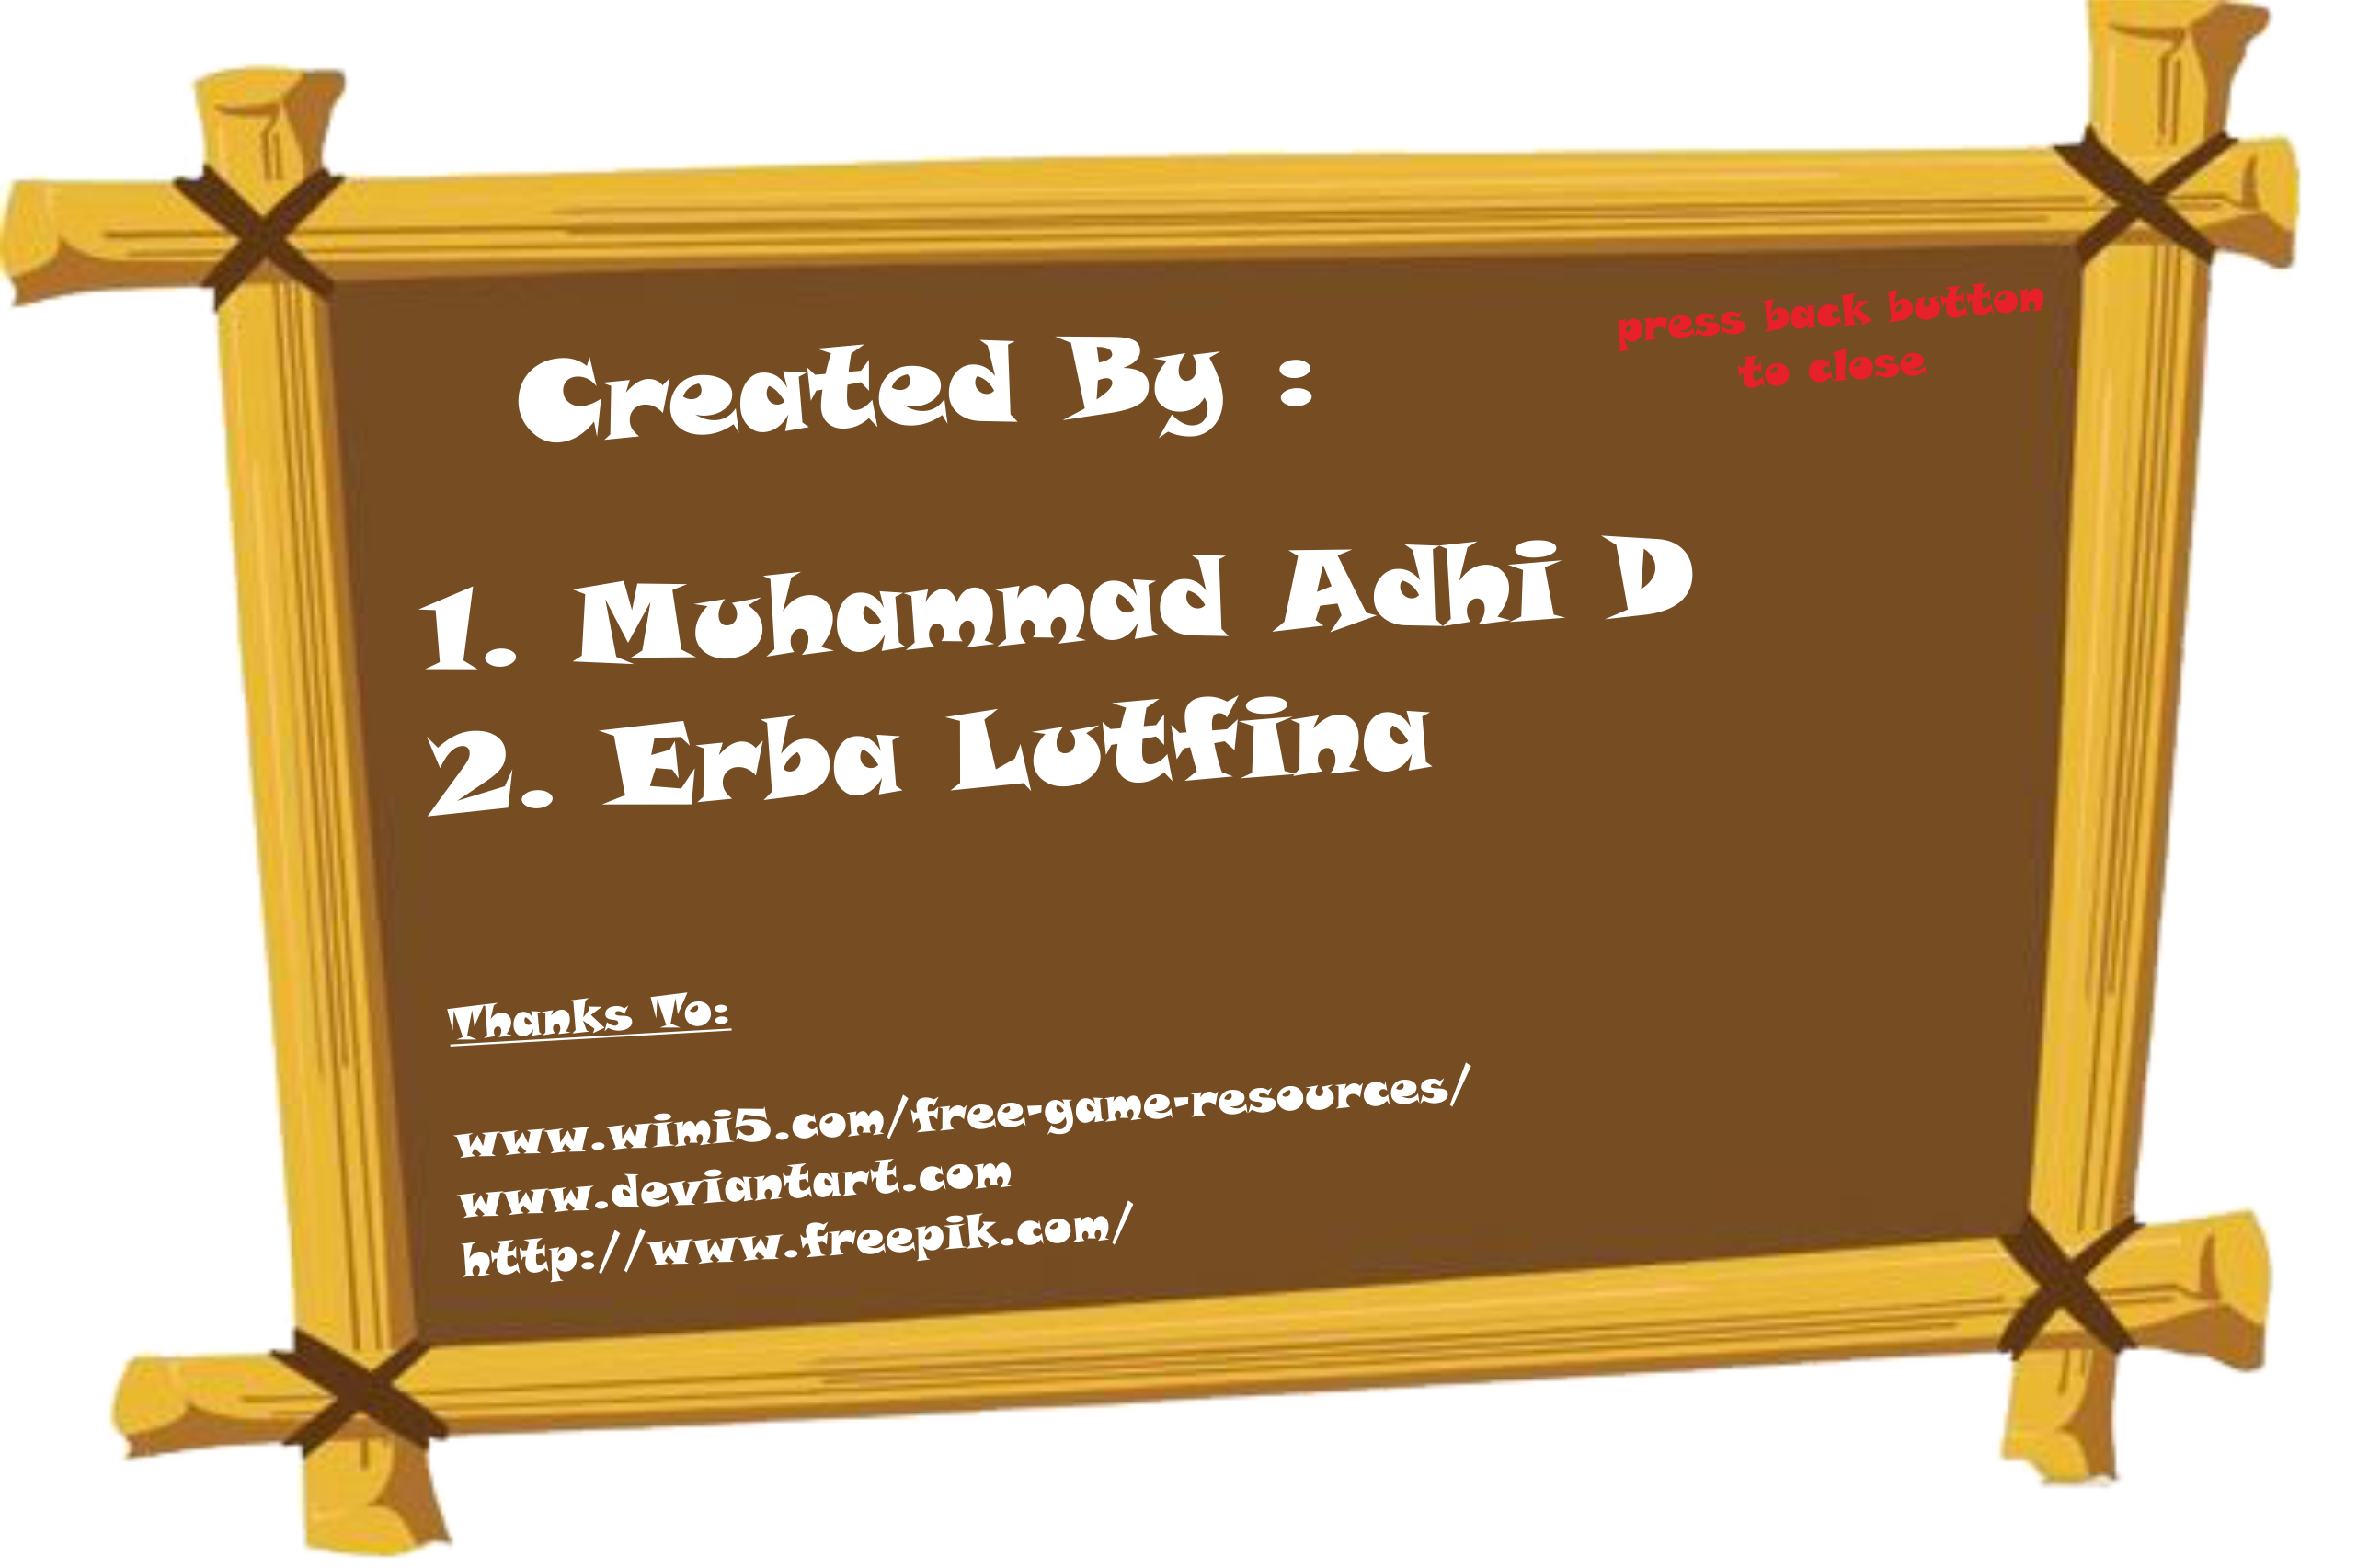 Created By :
press back button
to close
1. Muhammad Adhi D
2. Erba Lutfina
Thanks To:
www.wimi5.com/free-game-resources/
www.deviantart.con
http://www.freepik.com/